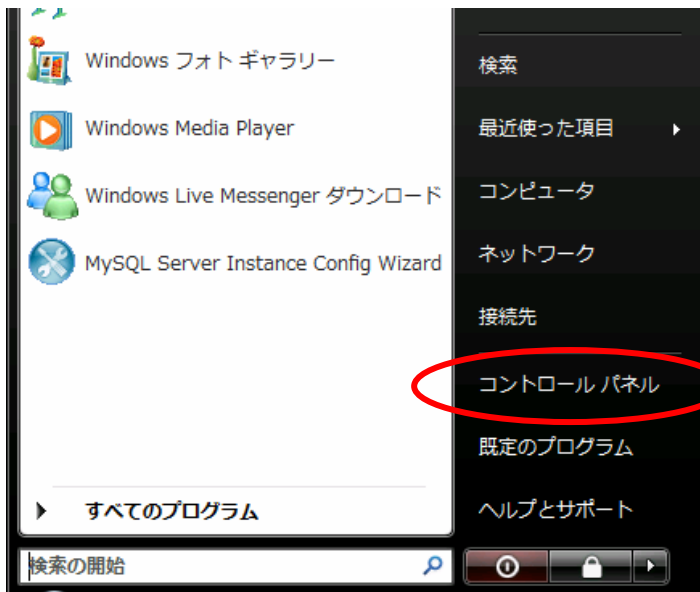 Windows フォト ギャラリー
Windows Media Player
Windows Live Messenger ダウンロード
MySQL Server Instance Config Wizard
すべてのプログラム
検索の開始
検索
最近使った項目
コンピュータ
ネットワーク
接続先
コントロール パネル
既定のプログラム
ヘルプとサポート